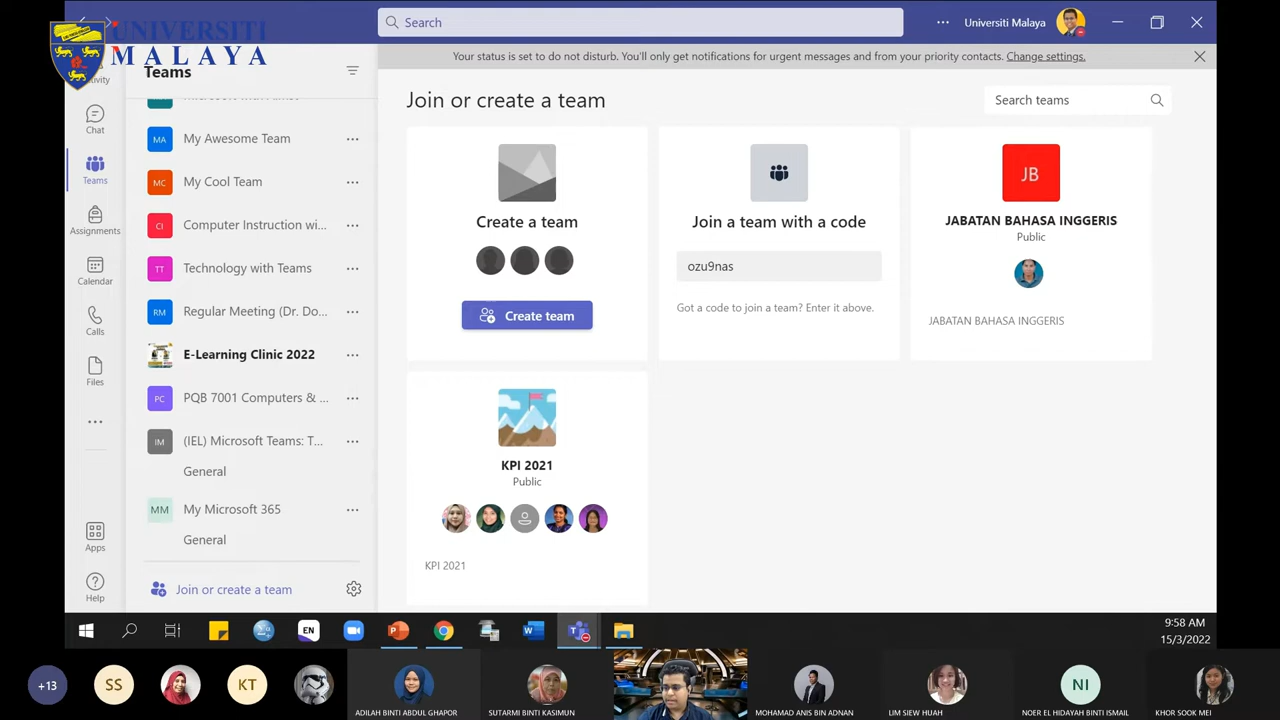 UNIVERSITI
MALAYA
Search
Universiti Malaya
Your status is set to do not disturb. You'll only get notifications for urgent messages and from your priority contacts. Change settings.
Teams
Chat
Teams
Assignments
Calendar
Calls
Files
Apps
Help
MA My Awesome Team
MC My Cool Team
CI Computer Instruction wi...
TT Technology with Teams
RM Regular Meeting (Dr. Do...
E-Learning Clinic 2022
PC PQB 7001 Computers & ...
IM (IEL) Microsoft Teams: T...
General
MM My Microsoft 365
General
Join or create a team
Join or create a team
Search teams
Create a team
Create team
Join a team with a code
ozu9nas
Got a code to join a team? Enter it above.
JB
JABATAN BAHASA INGGERIS
Public
JABATAN BAHASA INGGERIS
KPI 2021
Public
KPI 2021
EN
9:58 AM
15/3/2022
+13
SS
KT
ADILAH BINTI ABDUL GHAPOR
SUTARMI BINTI KASIMUN
MOHAMAD ANIS BIN ADNAN
LIM SIEW HUAH
NI
NOER EL HIDAYAH BINTI ISMAIL
KHOR SOOK MEI